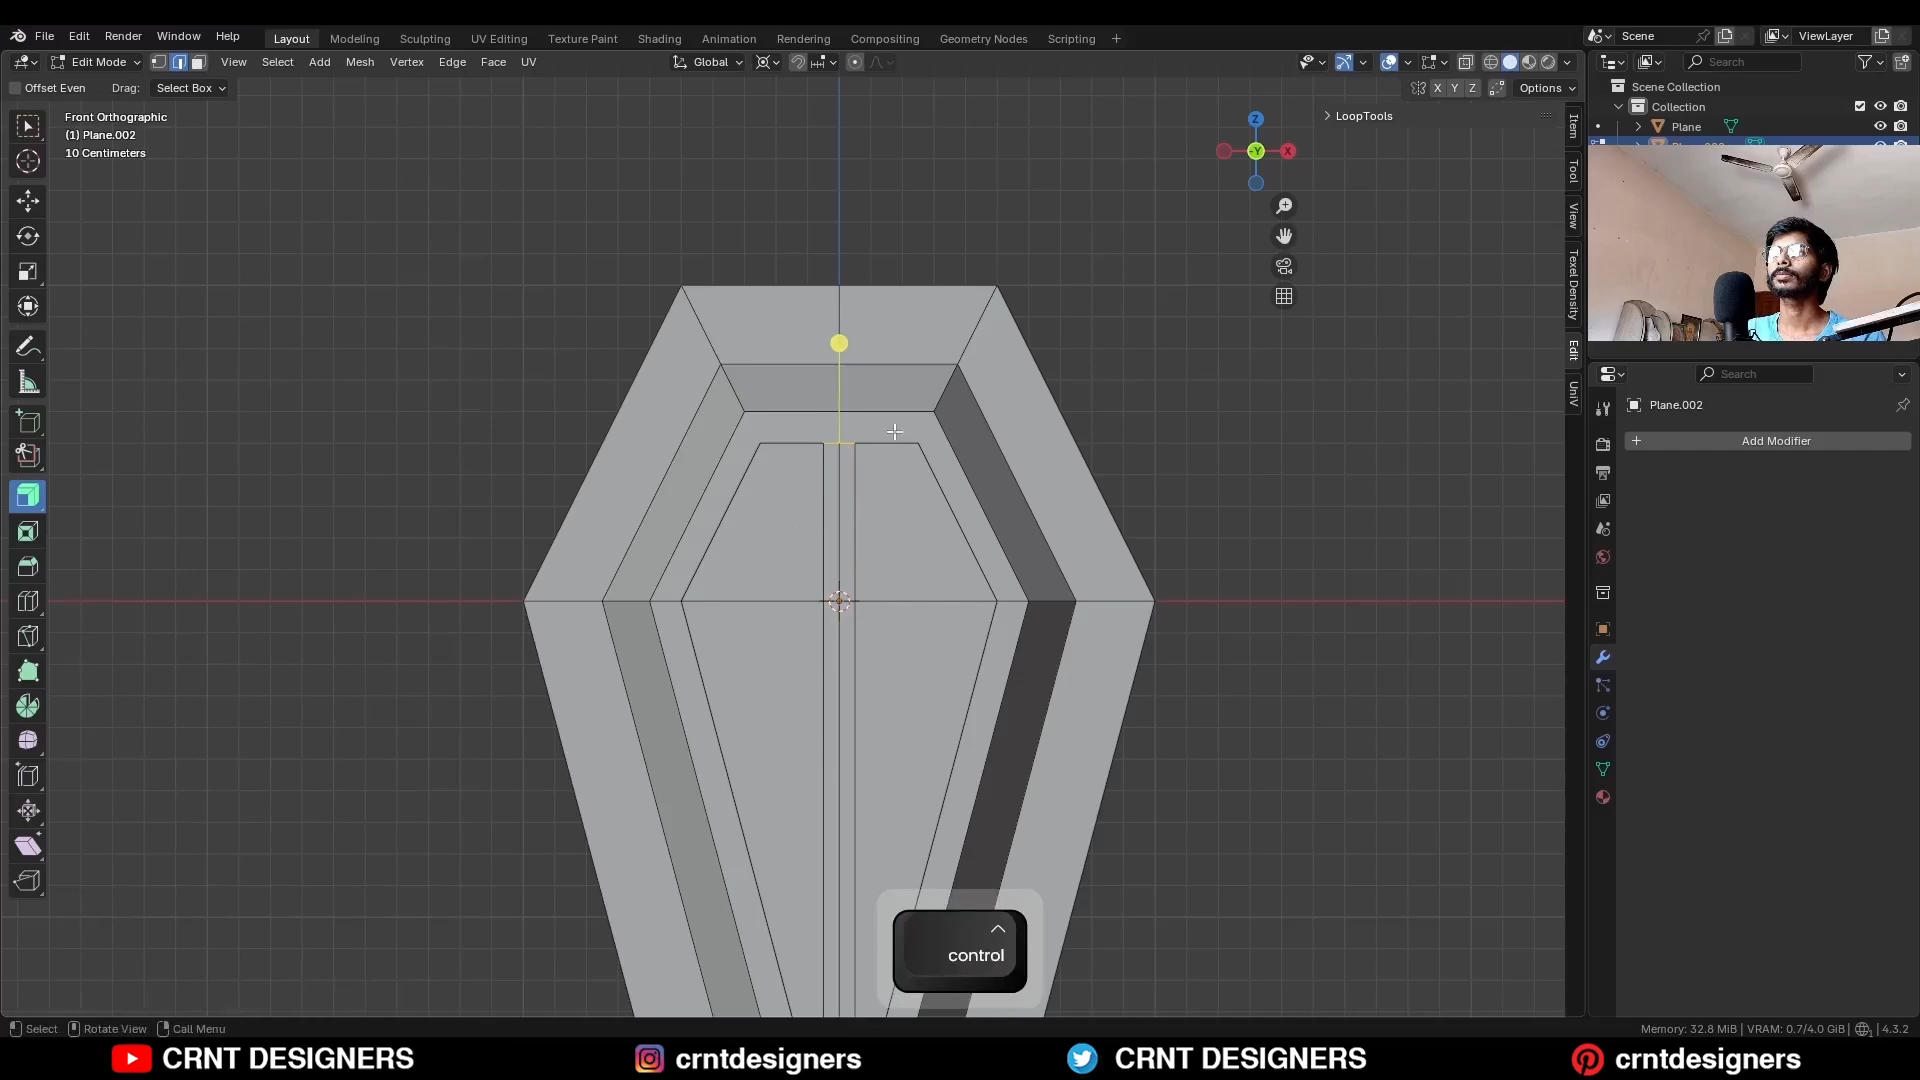 File Edit Render Window Help
Layout Modeling Sculpting UV Editing Texture Paint Shading Animation Rendering Compositing Geometry Nodes Scripting +
Scene
ViewLayer
Edit Mode
View Select Add Mesh Vertex Edge Face UV
Global
Search
Offset Even Drag: Select Box
X Y Z Options
Scene Collection
Collection
Plane
Front Orthographic
(1) Plane.002
10 Centimeters
LoopTools
Z
-Y
X
Item
Tool
View
Texel Density
Edit
UniV
Search
Plane.002
+ Add Modifier
control
Select Rotate View Call Menu
Memory: 32.8 MiB | VRAM: 0.7/4.0 GiB | 4.3.2
CRNT DESIGNERS crntdesigners CRNT DESIGNERS crntdesigners